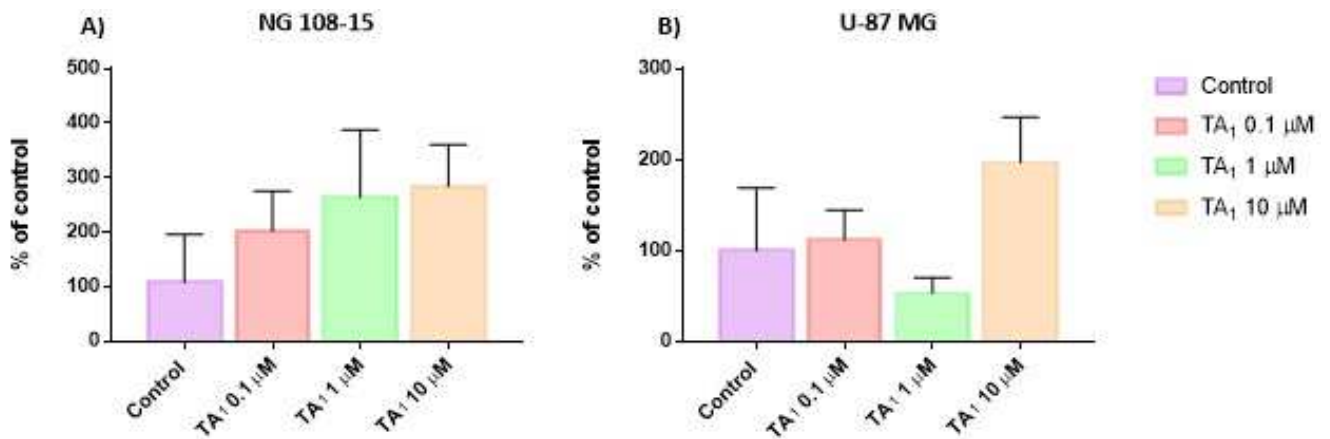 A) NG 108-15
% of control
500
400
300
200
100
0
Control
TA₁ 0.1 μM
TA₁ 1 μM
TA₁ 10 μM
B) U-87 MG
% of control
300
200
100
0
Control
TA₁ 0.1 μM
TA₁ 1 μM
TA₁ 10 μM
Control
TA₁ 0.1 μM
TA₁ 1 μM
TA₁ 10 μM